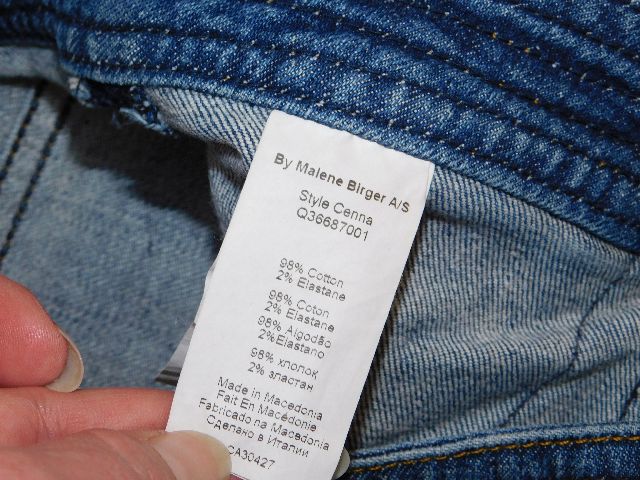 By Malene Birger A/S
Style Cenna
Q36687001
98% Cotton
2% Elastane
98% Coton
2% Elastane
98% Algodão
2%Elastano
98% хлопок
2% эластан
Made in Macedonia
Fait En Macédonie
Fabricado na Macedonia
Сделано в Италии
CA30427